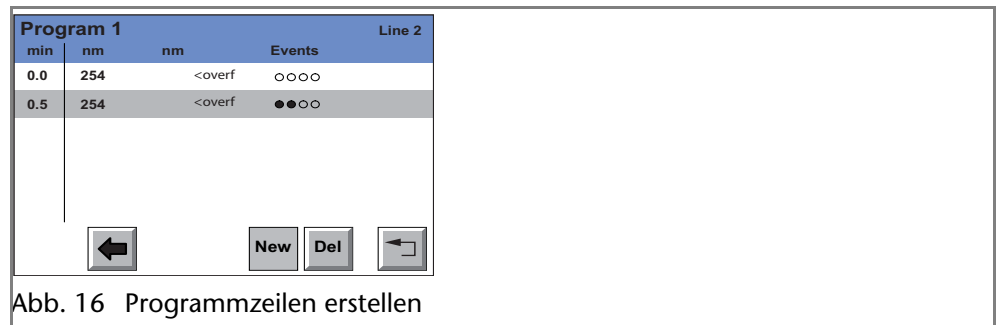 Program 1 Line 2
min nm nm Events
0.0 254 <overf
0.5 254 <overf
New Del
Abb. 16 Programmzeilen erstellen